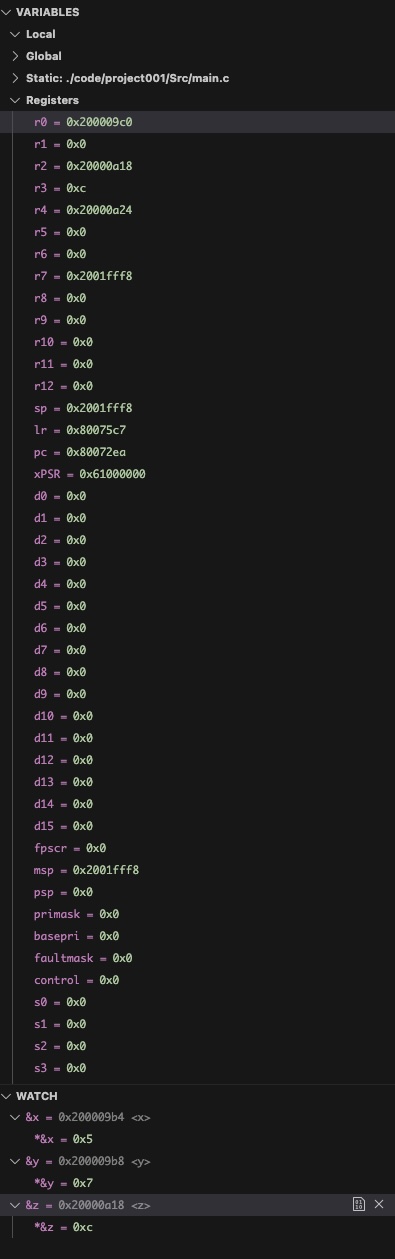 VARIABLES
Local
Global
Static: ./code/project001/Src/main.c
Registers
r0 = 0x200009c0
r1 = 0x0
r2 = 0x20000a18
r3 = 0xc
r4 = 0x20000a24
r5 = 0x0
r6 = 0x0
r7 = 0x2001fff8
r8 = 0x0
r9 = 0x0
r10 = 0x0
r11 = 0x0
r12 = 0x0
sp = 0x2001fff8
lr = 0x80075c7
pc = 0x80072ea
xPSR = 0x61000000
d0 = 0x0
d1 = 0x0
d2 = 0x0
d3 = 0x0
d4 = 0x0
d5 = 0x0
d6 = 0x0
d7 = 0x0
d8 = 0x0
d9 = 0x0
d10 = 0x0
d11 = 0x0
d12 = 0x0
d13 = 0x0
d14 = 0x0
d15 = 0x0
fpscr = 0x0
msp = 0x2001fff8
psp = 0x0
primask = 0x0
basepri = 0x0
faultmask = 0x0
control = 0x0
s0 = 0x0
s1 = 0x0
s2 = 0x0
s3 = 0x0
WATCH
&x = 0x200009b4 <x>
*&x = 0x5
&y = 0x200009b8 <y>
*&y = 0x7
&z = 0x20000a18 <z>
*&z = 0xc